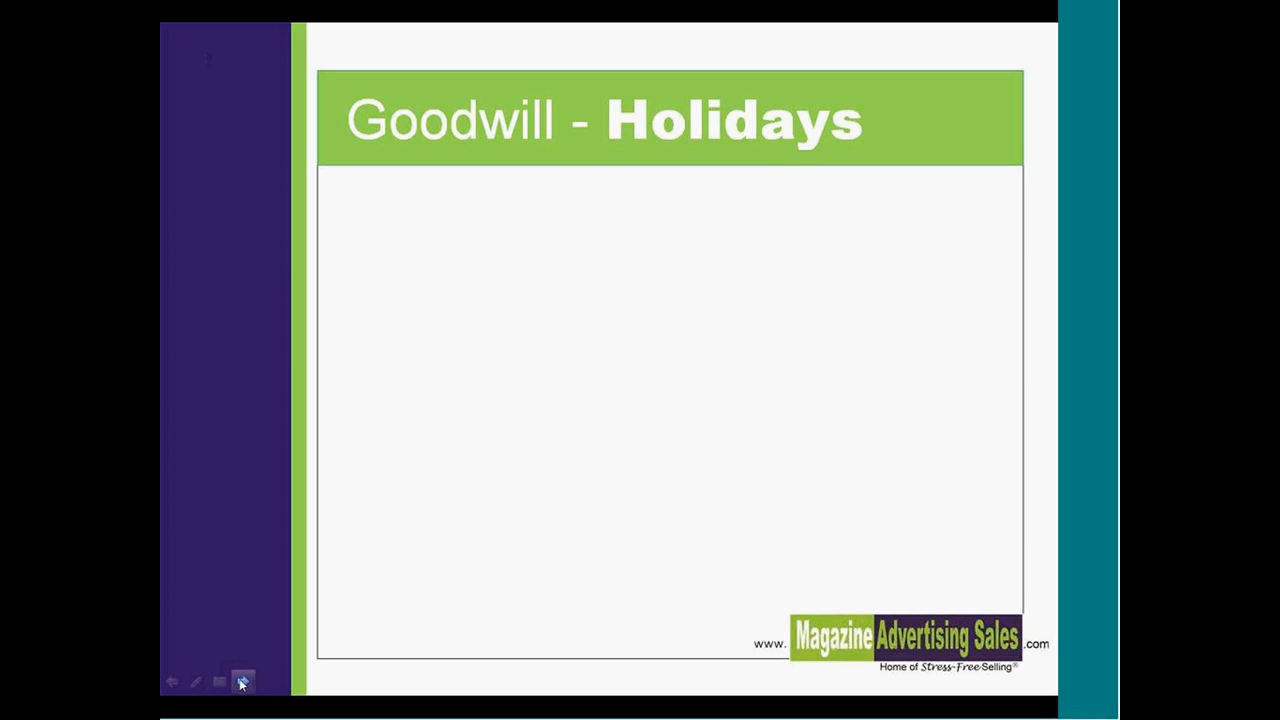 Goodwill - Holidays
www. Magazine Advertising Sales .com
Home of Stress-Free Selling®